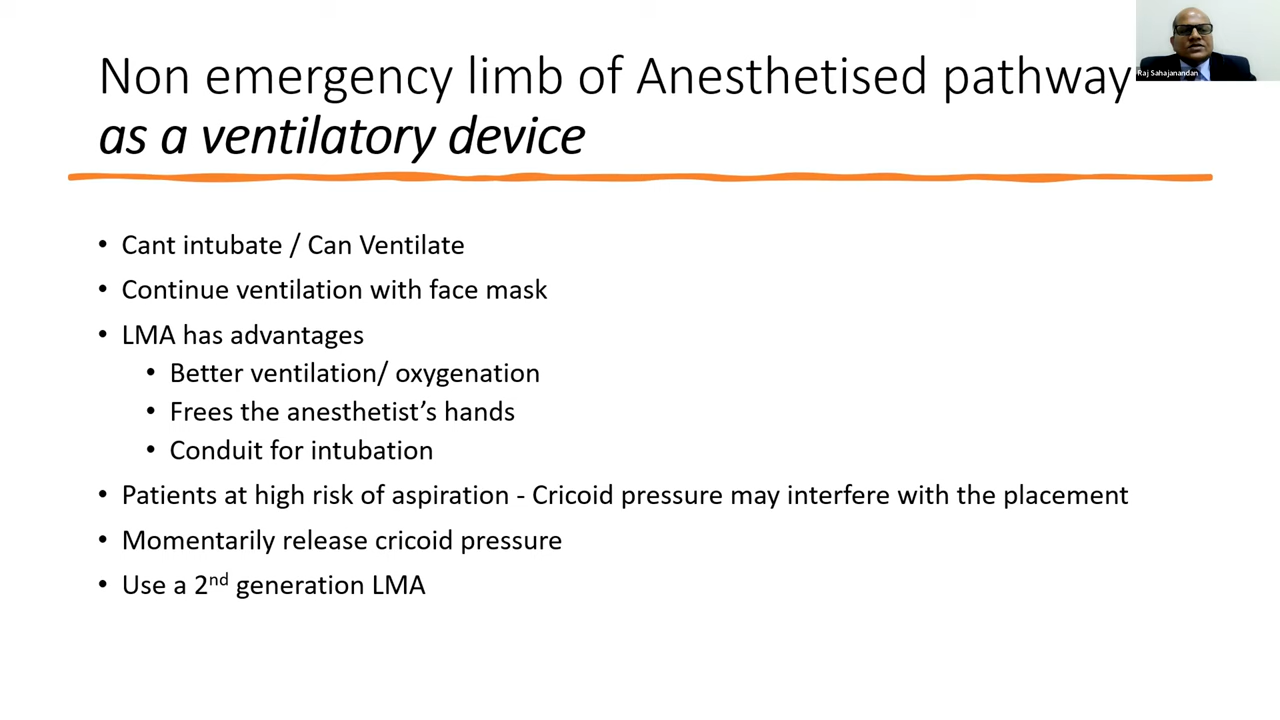 Non emergency limb of Anesthetised pathway
as a ventilatory device
Raj Sahajanandan
• Cant intubate / Can Ventilate
• Continue ventilation with face mask
• LMA has advantages
• Better ventilation/ oxygenation
• Frees the anesthetist’s hands
• Conduit for intubation
• Patients at high risk of aspiration - Cricoid pressure may interfere with the placement
• Momentarily release cricoid pressure
• Use a 2nd generation LMA